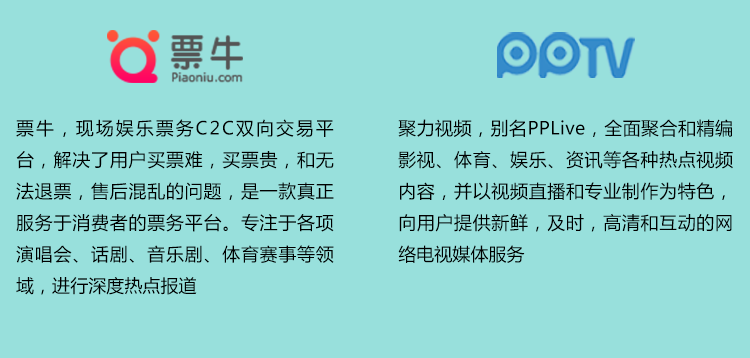 票牛
Piaoniu.com
票牛，现场娱乐票务C2C双向交易平
台，解决了用户买票难，买票贵，和无
法退票，售后混乱的问题，是一款真正
服务于消费者的票务平台。专注于各项
演唱会、话剧、音乐剧、体育赛事等领
域，进行深度热点报道
PPTV
聚力视频，别名PPLive，全面聚合和精编
影视、体育、娱乐、资讯等各种热点视频
内容，并以视频直播和专业制作为特色，
向用户提供新鲜，及时，高清和互动的网
络电视媒体服务